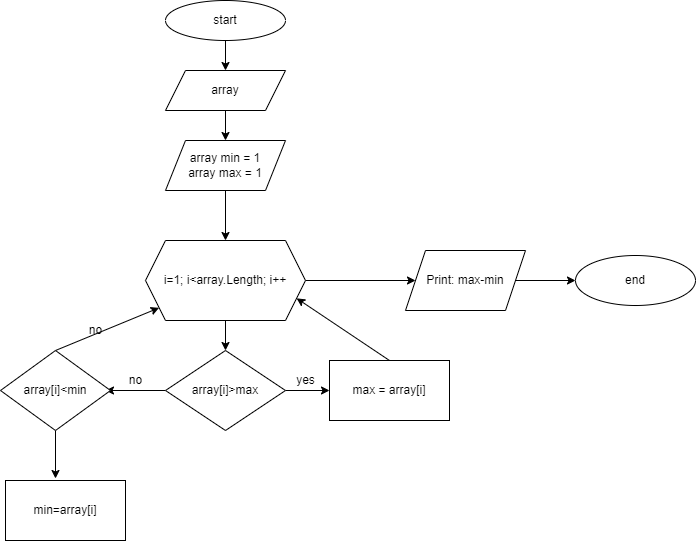 start
array
array min = 1
array max = 1
i=1; i<array.Length; i++
Print: max-min
end
no
array[i]<min
no
array[i]>max
yes
max = array[i]
min=array[i]